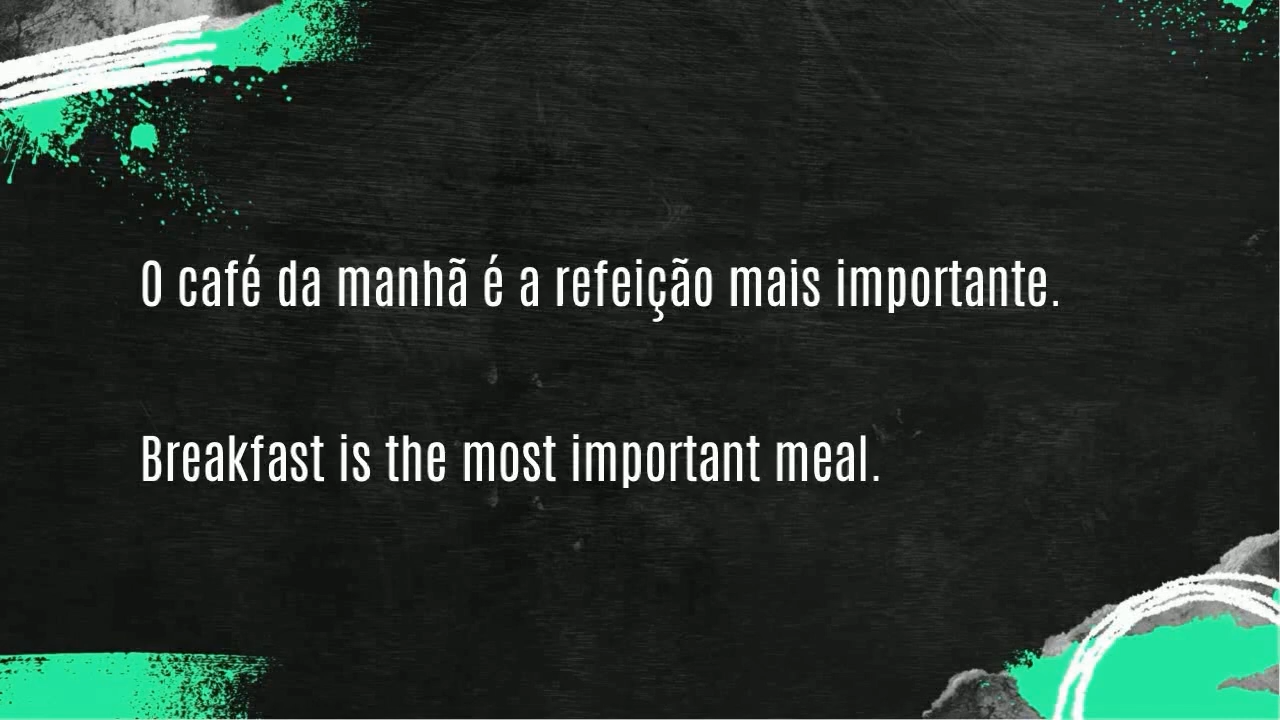 O café da manhã é a refeição mais importante.
Breakfast is the most important meal.